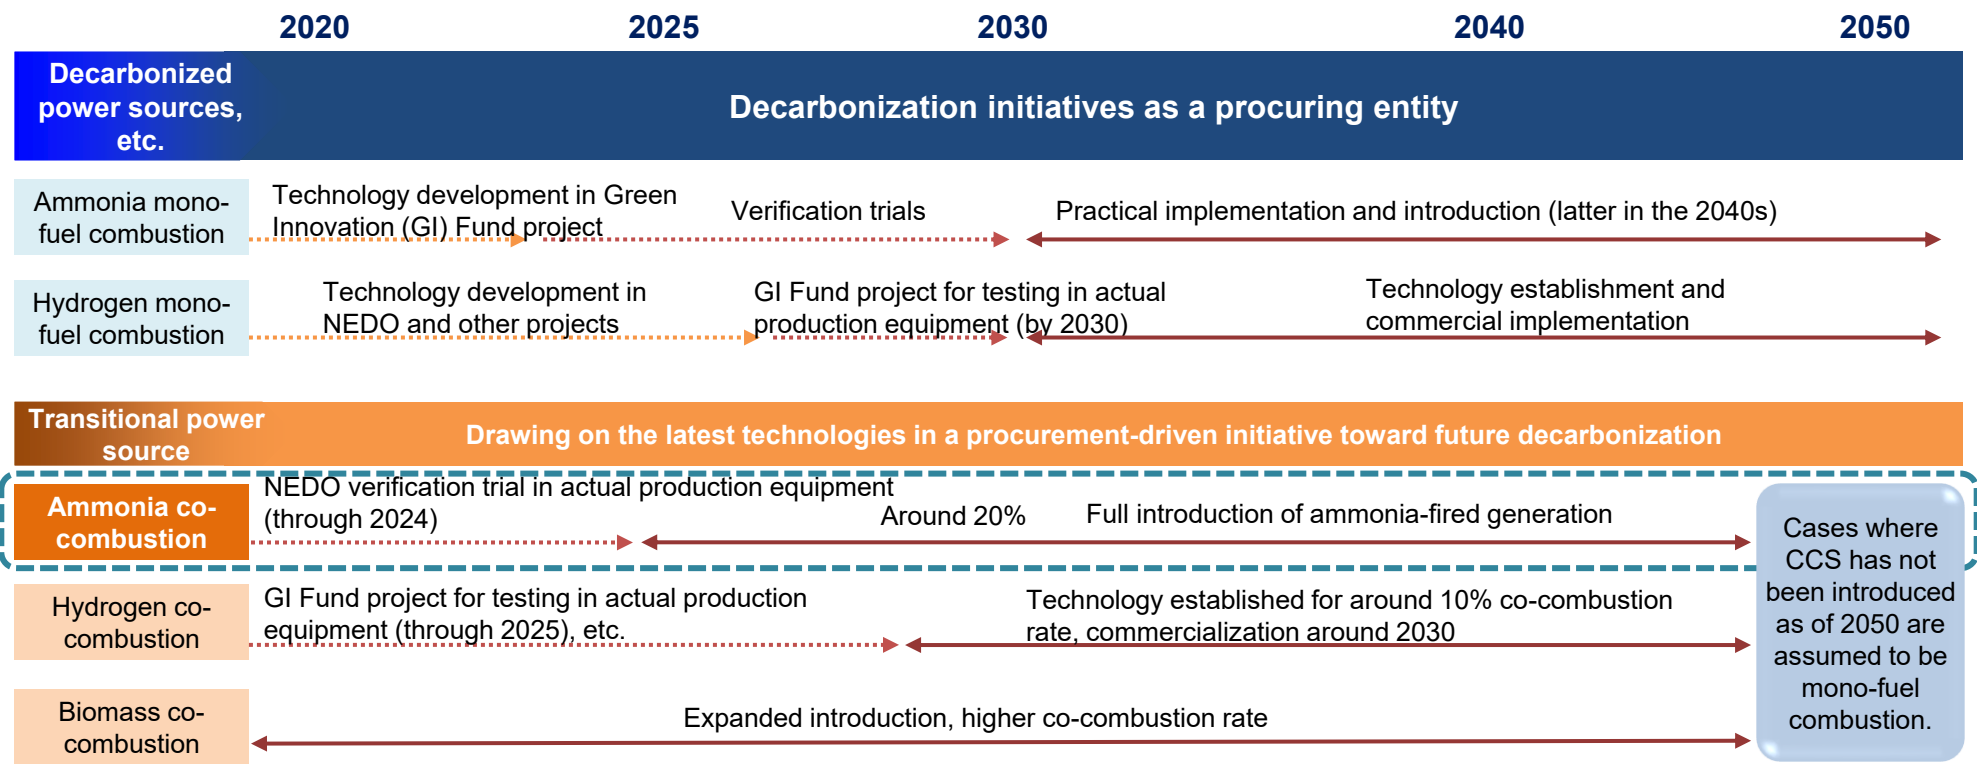 2020 2025 2030 2040 2050
Decarbonized
power sources,
etc.
Decarbonization initiatives as a procuring entity
Ammonia mono-
fuel combustion
Technology development in Green
Innovation (GI) Fund project
Verification trials
Practical implementation and introduction (latter in the 2040s)
Hydrogen mono-
fuel combustion
Technology development in
NEDO and other projects
GI Fund project for testing in actual
production equipment (by 2030)
Technology establishment and
commercial implementation
Transitional power
source
Drawing on the latest technologies in a procurement-driven initiative toward future decarbonization
Ammonia co-
combustion
NEDO verification trial in actual production equipment
(through 2024)
Around 20%
Full introduction of ammonia-fired generation
Hydrogen co-
combustion
GI Fund project for testing in actual production
equipment (through 2025), etc.
Technology established for around 10% co-combustion
rate, commercialization around 2030
Biomass co-
combustion
Expanded introduction, higher co-combustion rate
Cases where
CCS has not
been introduced
as of 2050 are
assumed to be
mono-fuel
combustion.